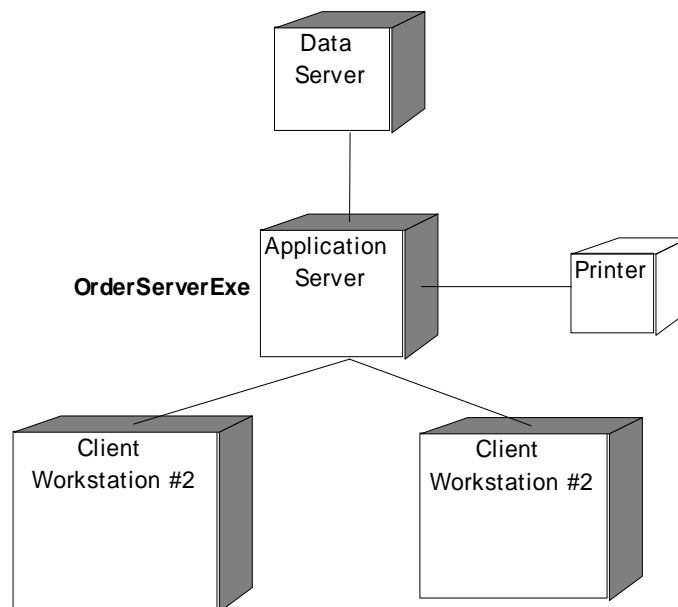 Data
Server
Application
Server
OrderServerExe
Printer
Client
Workstation #2
Client
Workstation #2